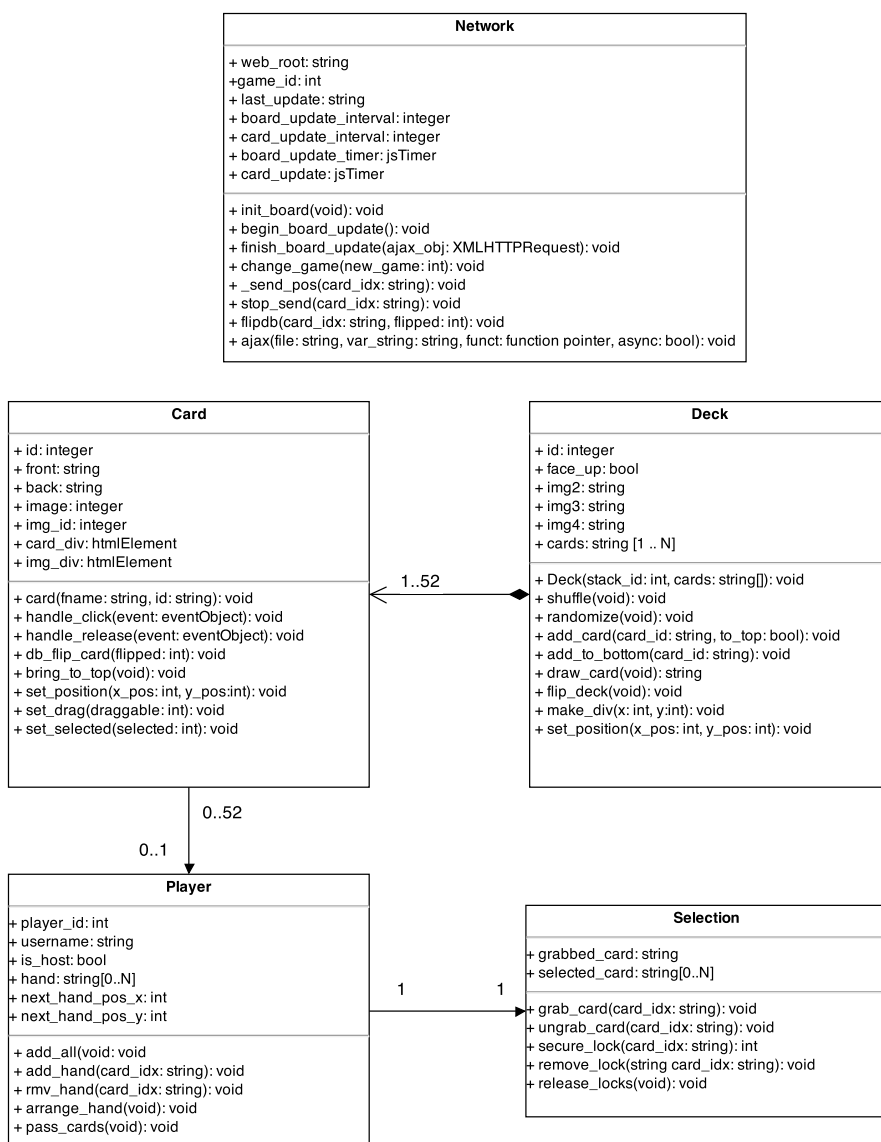 Network
+ web_root: string
+game_id: int
+ last_update: string
+ board_update_interval: integer
+ card_update_interval: integer
+ board_update_timer: jsTimer
+ card_update: jsTimer
+ init_board(void): void
+ begin_board_update(): void
+ finish_board_update(ajax_obj: XMLHTTPRequest): void
+ change_game(new_game: int): void
+ _send_pos(card_idx: string): void
+ stop_send(card_idx: string): void
+ flipdb(card_idx: string, flipped: int): void
+ ajax(file: string, var_string: string, funct: function pointer, async: bool): void
Card
+ id: integer
+ front: string
+ back: string
+ image: integer
+ img_id: integer
+ card_div: htmlElement
+ img_div: htmlElement
+ card(fname: string, id: string): void
+ handle_click(event: eventObject): void
+ handle_release(event: eventObject): void
+ db_flip_card(flipped: int): void
+ bring_to_top(void): void
+ set_position(x_pos: int, y_pos:int): void
+ set_drag(draggable: int): void
+ set_selected(selected: int): void
1..52
Deck
+ id: integer
+ face_up: bool
+ img2: string
+ img3: string
+ img4: string
+ cards: string [1 .. N]
+ Deck(stack_id: int, cards: string[]): void
+ shuffle(void): void
+ randomize(void): void
+ add_card(card_id: string, to_top: bool): void
+ add_to_bottom(card_id: string): void
+ draw_card(void): string
+ flip_deck(void): void
+ make_div(x: int, y:int): void
+ set_position(x_pos: int, y_pos: int): void
0..52
0..1
Player
+ player_id: int
+ username: string
+ is_host: bool
+ hand: string[0..N]
+ next_hand_pos_x: int
+ next_hand_pos_y: int
+ add_all(void: void
+ add_hand(card_idx: string): void
+ rmv_hand(card_idx: string): void
+ arrange_hand(void): void
+ pass_cards(void): void
1
1
Selection
+ grabbed_card: string
+ selected_card: string[0..N]
+ grab_card(card_idx: string): void
+ ungrab_card(card_idx: string): void
+ secure_lock(card_idx: string): int
+ remove_lock(string card_idx: string): void
+ release_locks(void): void